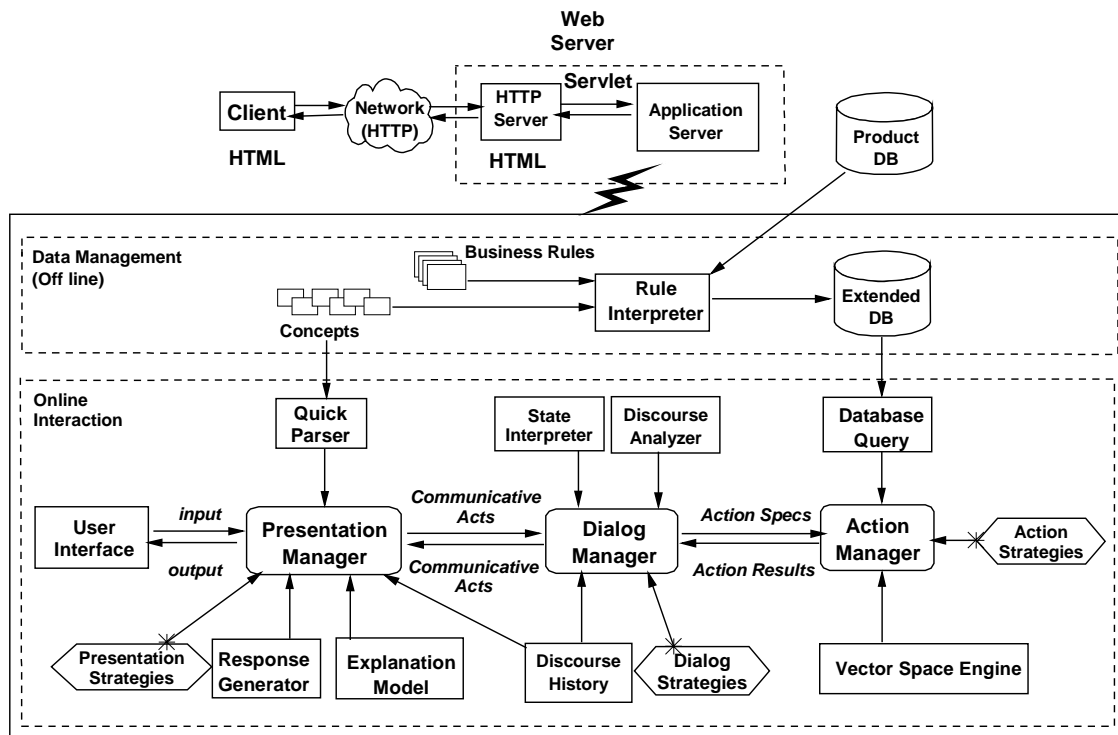 Web
Server
Servlet
Client
Network
(HTTP)
HTTP
Server
Application
Server
Product
DB
HTML
HTML
Data Management
(Off line)
Business Rules
Rule
Interpreter
Extended
DB
Concepts
Online
Interaction
Quick
Parser
State
Interpreter
Discourse
Analyzer
Database
Query
User
Interface
input
output
Presentation
Manager
Communicative
Acts
Communicative
Acts
Dialog
Manager
Action Specs
Action Results
Action
Manager
Action
Strategies
Presentation
Strategies
Response
Generator
Explanation
Model
Discourse
History
Dialog
Strategies
Vector Space Engine